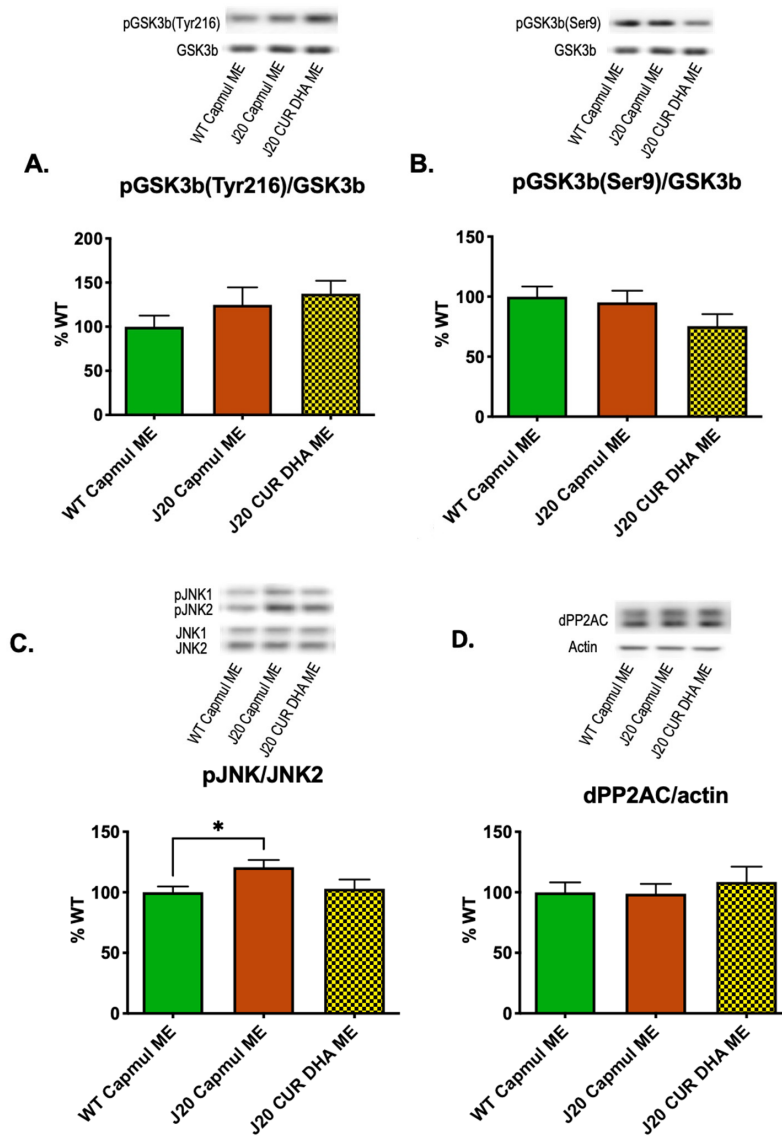 pGSK3b(Tyr216)
GSK3b
WT Capmul ME
J20 Capmul ME
J20 CUR DHA ME
A.
pGSK3b(Tyr216)/GSK3b
% WT
200
150
100
50
0
WT Capmul ME
J20 Capmul ME
J20 CUR DHA ME
pGSK3b(Ser9)
GSK3b
WT Capmul ME
J20 Capmul ME
J20 CUR DHA ME
B.
pGSK3b(Ser9)/GSK3b
% WT
150
100
50
0
WT Capmul ME
J20 Capmul ME
J20 CUR DHA ME
pJNK1
pJNK2
JNK1
JNK2
WT Capmul ME
J20 Capmul ME
J20 CUR DHA ME
C.
pJNK/JNK2
% WT
150
100
50
0
*
WT Capmul ME
J20 Capmul ME
J20 CUR DHA ME
dPP2AC
Actin
WT Capmul ME
J20 Capmul ME
J20 CUR DHA ME
D.
dPP2AC/actin
% WT
150
100
50
0
WT Capmul ME
J20 Capmul ME
J20 CUR DHA ME